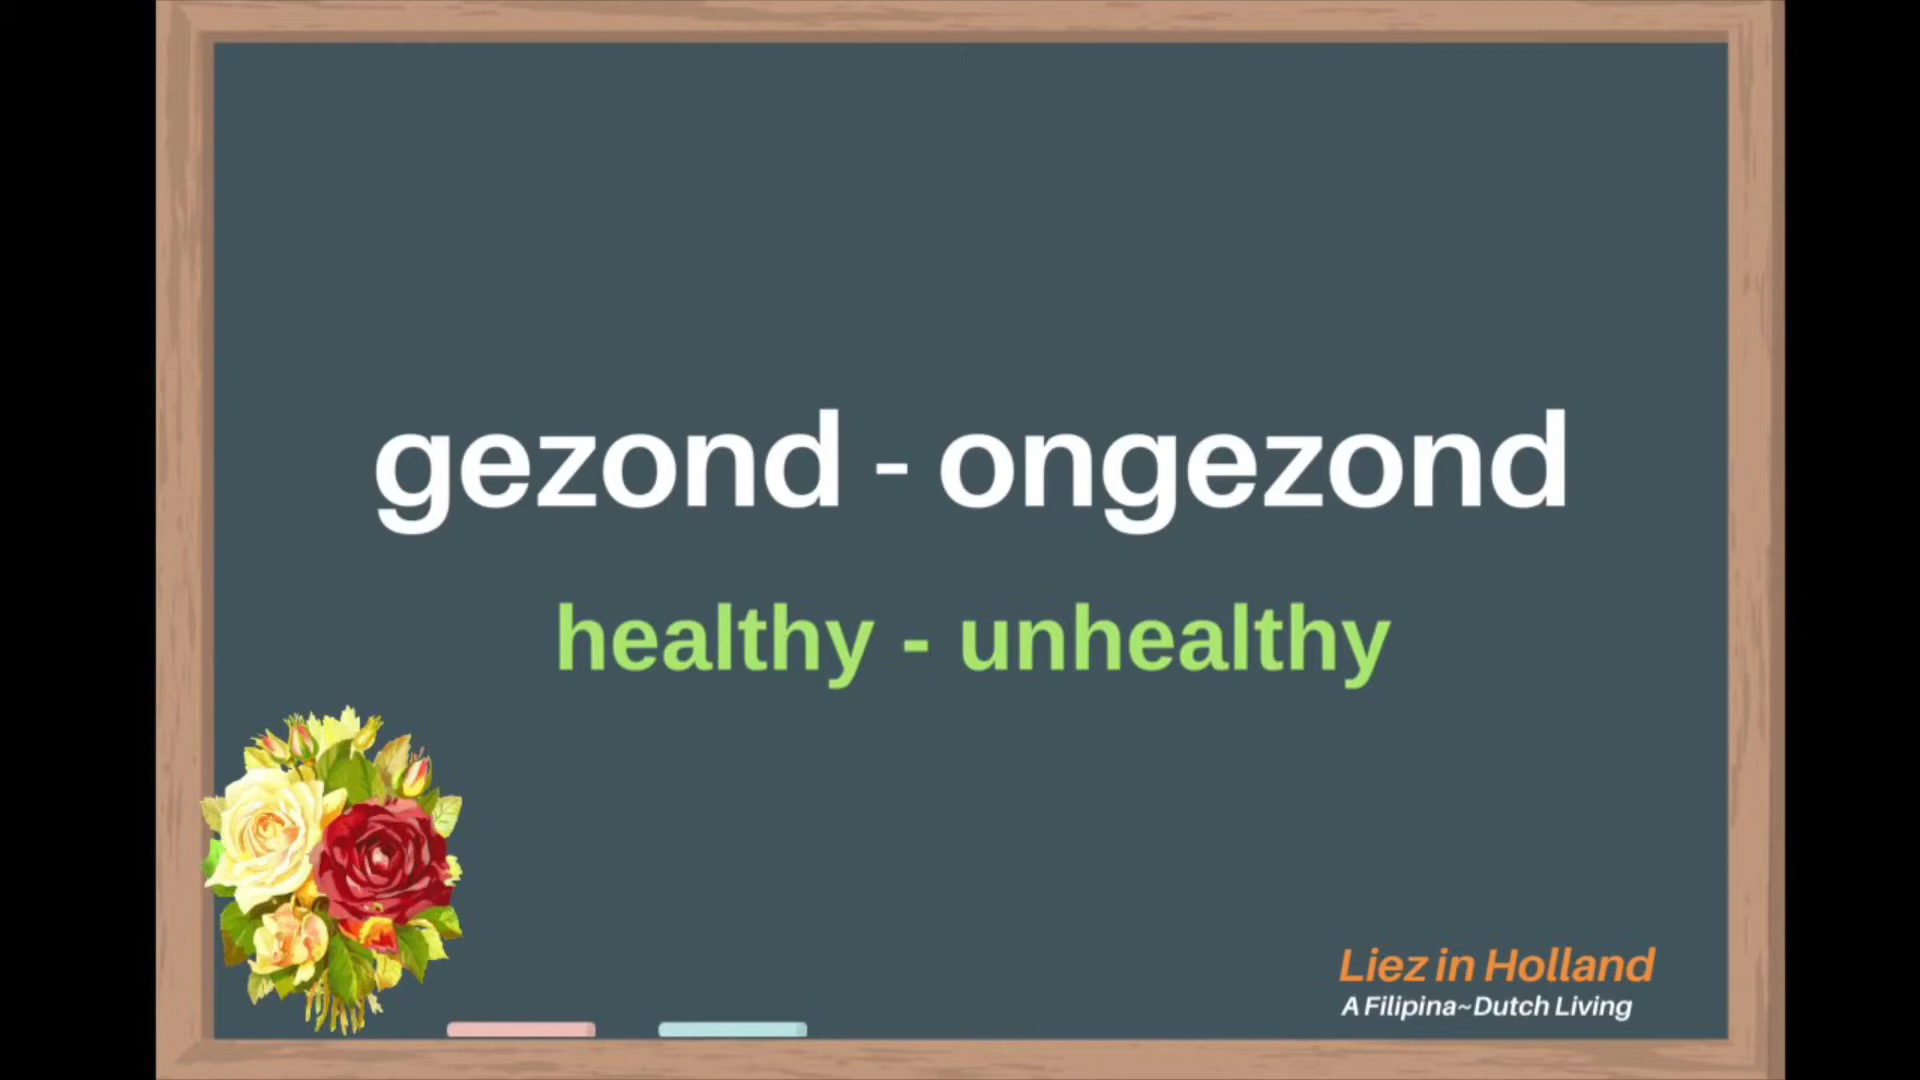 gezond - ongezond
healthy - unhealthy
Liez in Holland
A Filipina~Dutch Living